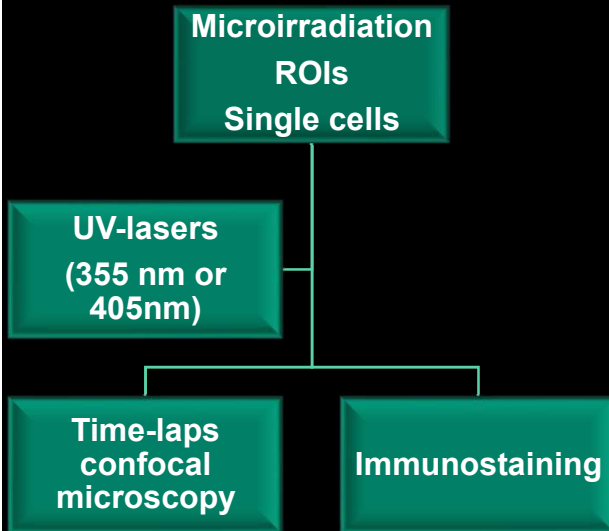 Microirradiation
ROIs
Single cells
UV-lasers
(355 nm or
405nm)
Time-laps
confocal
microscopy
Immunostaining